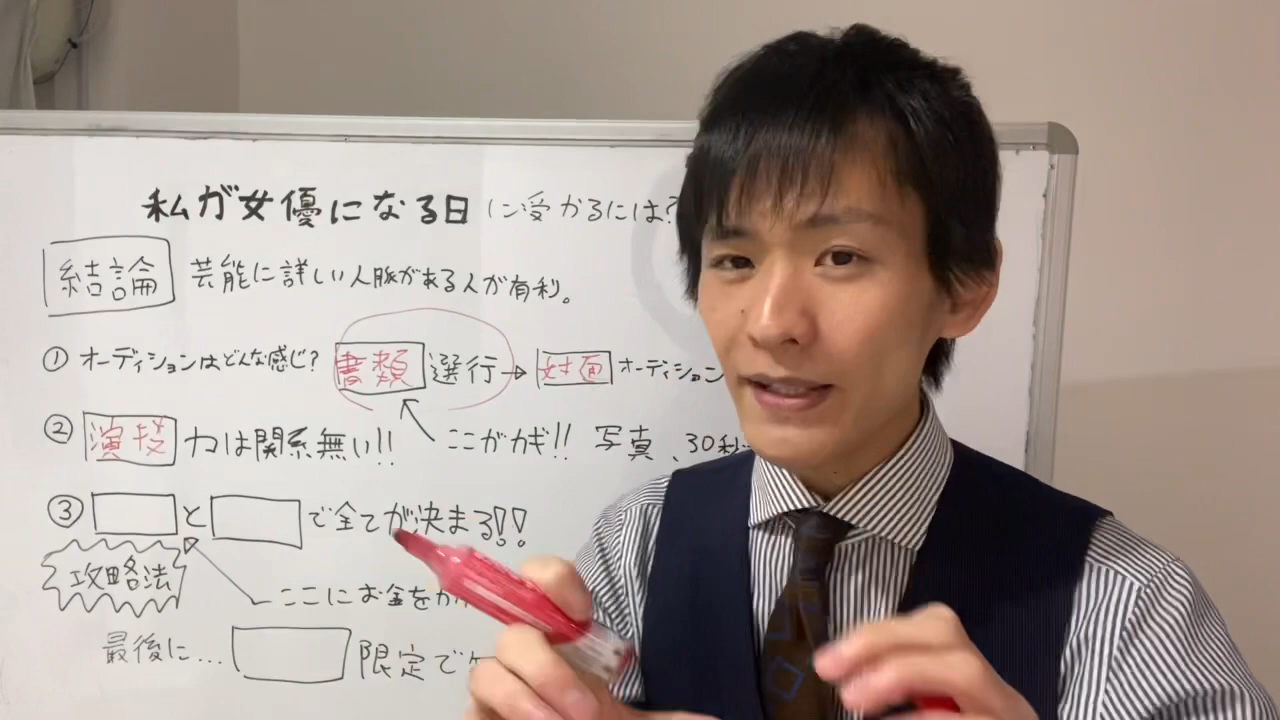 私が女優になる日に受かるには?
結論 芸能に詳しい人脈がある人が有利。
① オーディションはどんな感じ? 書類選行→対面オーディション
② 演技力は関係無い!! ここがカギ!! 写真、30秒
③ と で全てが決まる!!
攻略法 ここにお金をか
最後に... 限定で